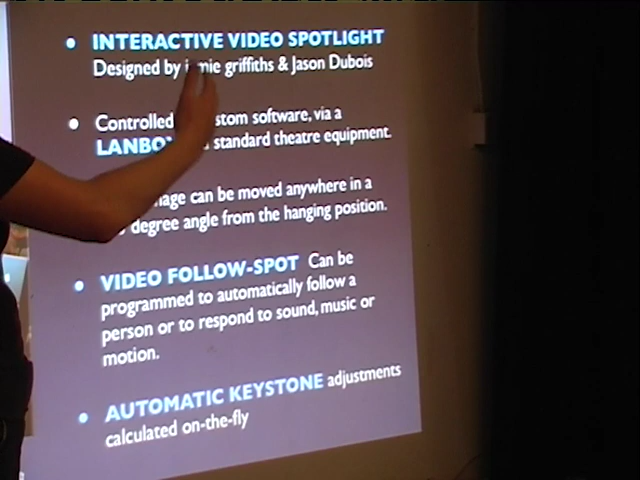 INTERACTIVE VIDEO SPOTLIGHT
Designed by jamie griffiths & Jason Dubois
Controlled stom software, via a
LANBO standard theatre equipment.
can be moved anywhere in a
degree angle from the hanging position.
VIDEO FOLLOW-SPOT Can be
programmed to automatically follow a
person or to respond to sound, music or
motion.
AUTOMATIC KEYSTONE adjustments
calculated on-the-fly